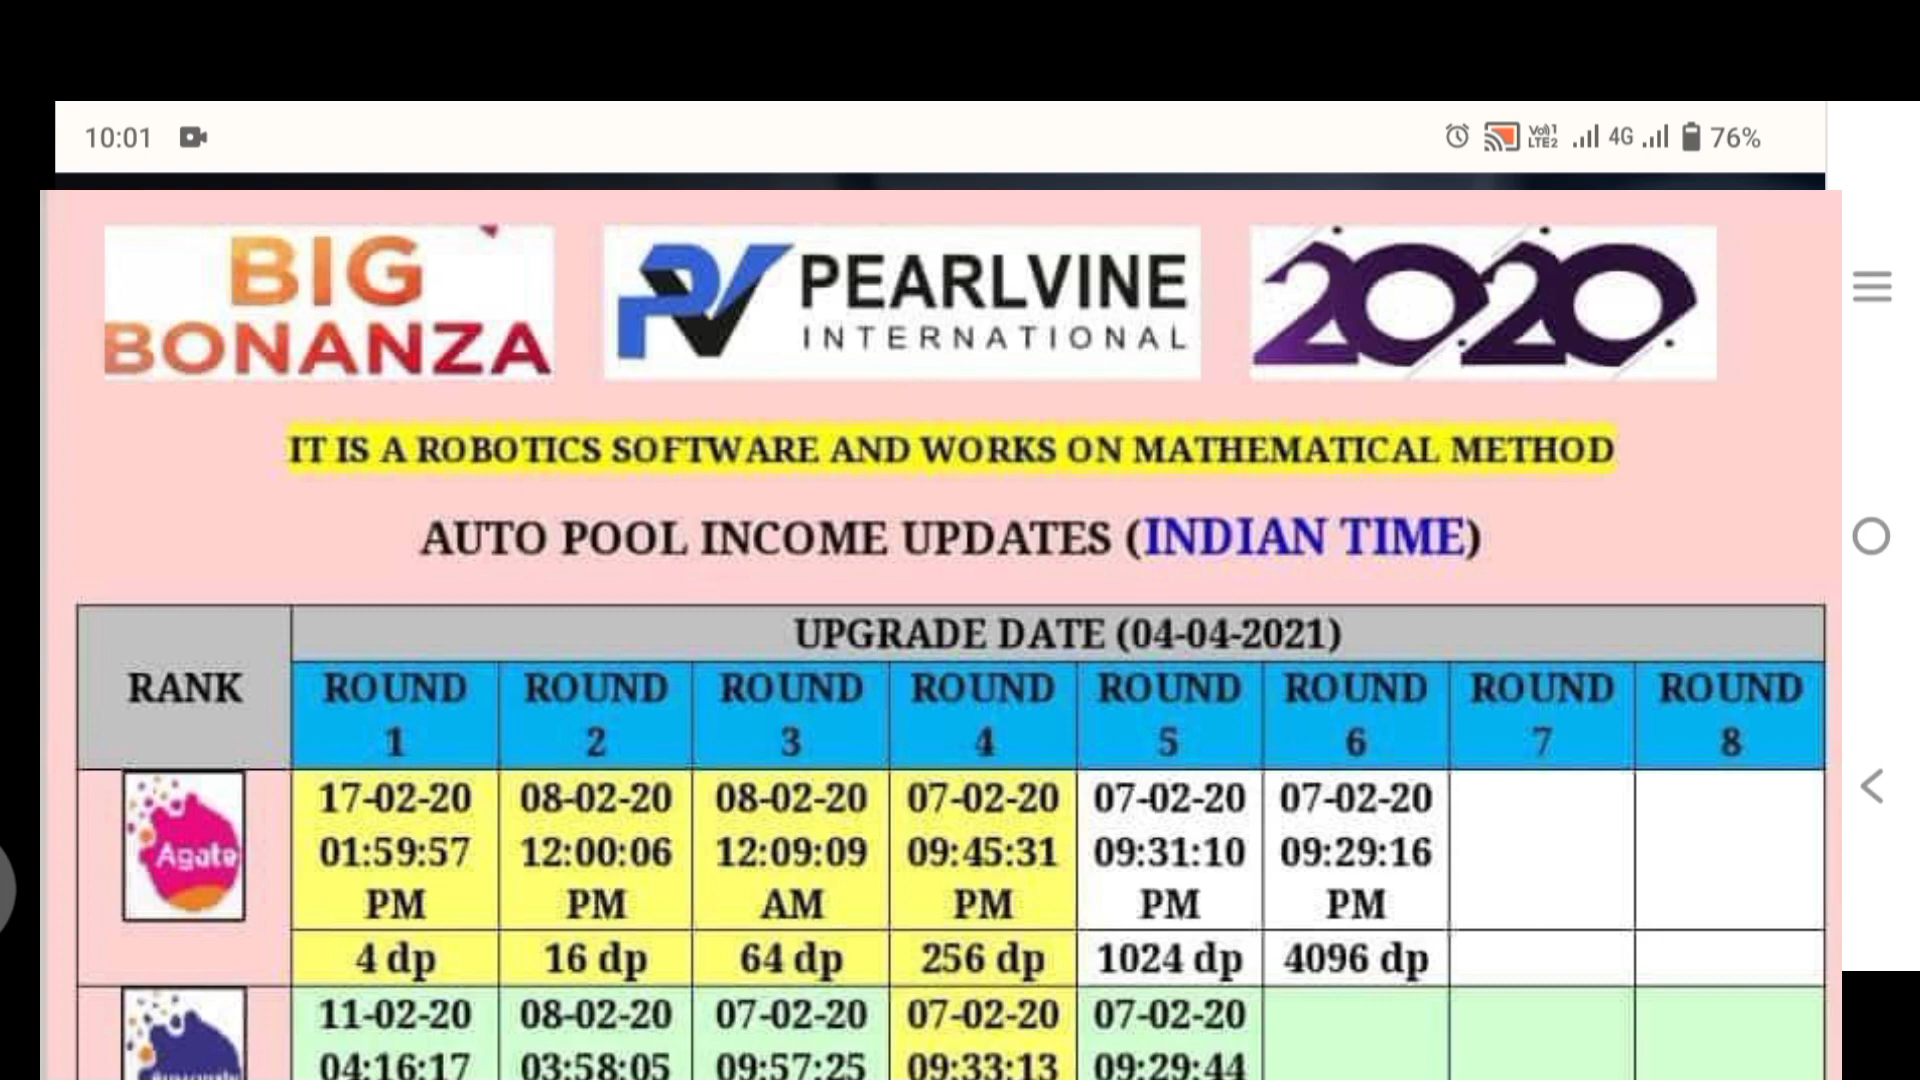 10:01
Vo))1 LTE2 4G 76%
BIG
BONANZA
PEARLVINE
INTERNATIONAL
2020
IT IS A ROBOTICS SOFTWARE AND WORKS ON MATHEMATICAL METHOD
AUTO POOL INCOME UPDATES (INDIAN TIME)
UPGRADE DATE (04-04-2021)
RANK
ROUND 1 ROUND 2 ROUND 3 ROUND 4 ROUND 5 ROUND 6 ROUND 7 ROUND 8
Agate
17-02-20 08-02-20 08-02-20 07-02-20 07-02-20 07-02-20
01:59:57 12:00:06 12:09:09 09:45:31 09:31:10 09:29:16
PM PM AM PM PM PM
4 dp 16 dp 64 dp 256 dp 1024 dp 4096 dp
11-02-20 08-02-20 07-02-20 07-02-20 07-02-20
04:16:17 03:58:05 09:57:25 09:33:13 09:29:44